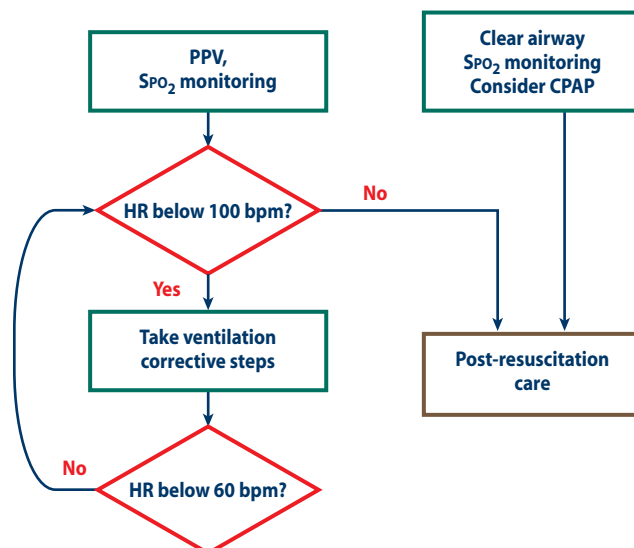 PPV,
SPO₂ monitoring
Clear airway
SPO₂ monitoring
Consider CPAP
HR below 100 bpm?
No
Yes
Take ventilation
corrective steps
Post-resuscitation
care
No
HR below 60 bpm?